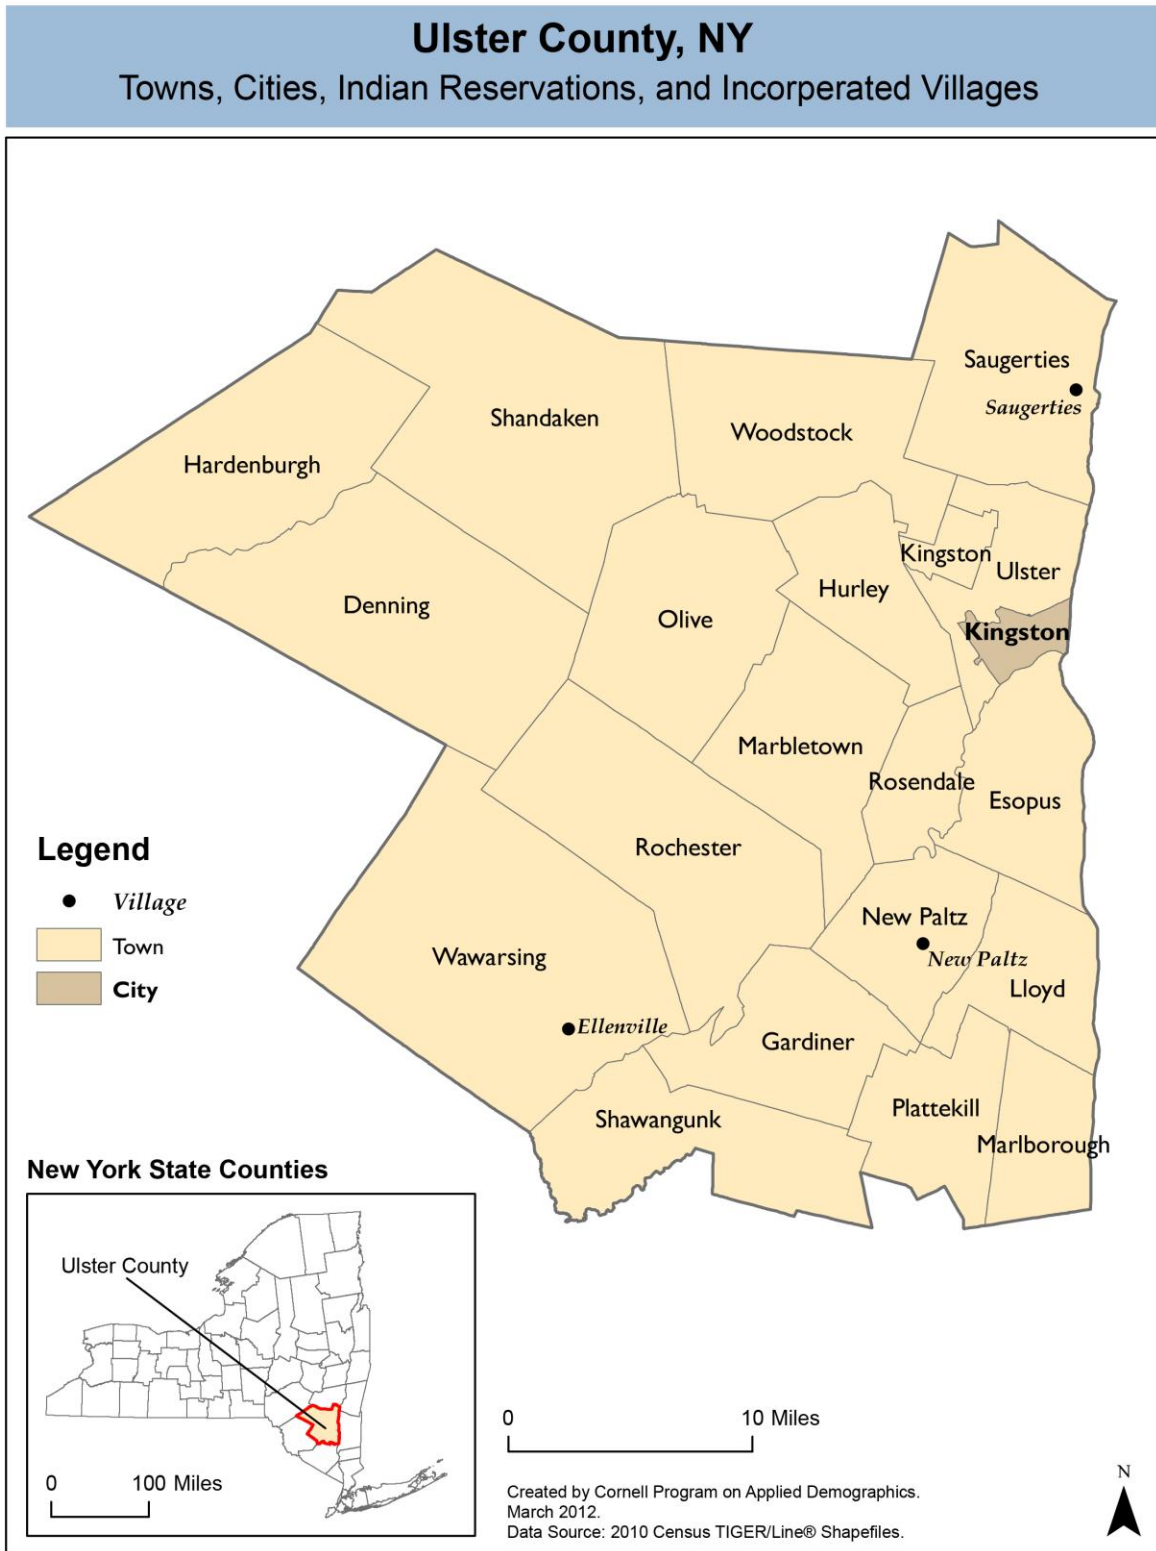 Ulster County, NY
Towns, Cities, Indian Reservations, and Incorperated Villages
Saugerties
Saugerties
Shandaken
Woodstock
Hardenburgh
Kingston
Ulster
Hurley
Denning
Olive
Kingston
Marbletown
Rosendale
Esopus
Rochester
New Paltz
New Paltz
Wawarsing
Lloyd
Ellenville
Gardiner
Shawangunk
Plattekill
Marlborough
Legend
Village
Town
City
New York State Counties
Ulster County
0 100 Miles
0 10 Miles
Created by Cornell Program on Applied Demographics.
March 2012.
Data Source: 2010 Census TIGER/Line® Shapefiles.
N